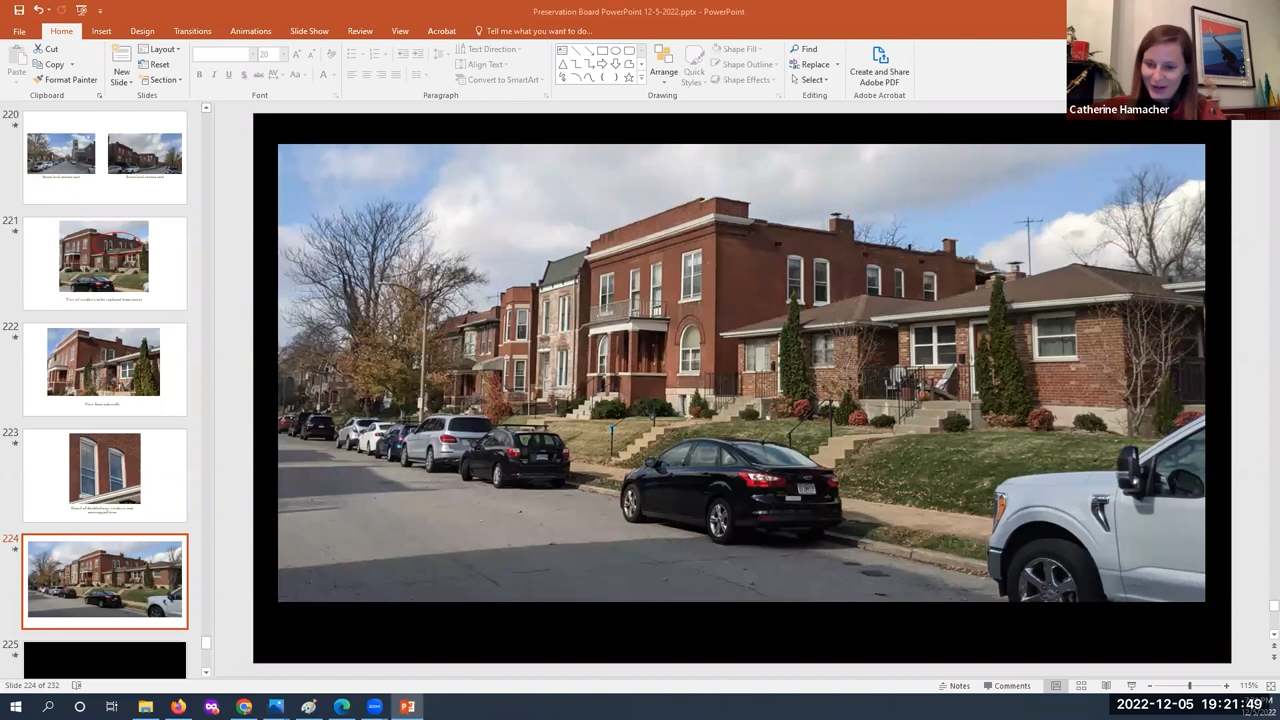 Preservation Board PowerPoint 12-5-2022.pptx - PowerPoint
File Home Insert Design Transitions Animations Slide Show Review View Acrobat Tell me what you want to do...
Paste Cut Copy Format Painter Clipboard
New Slide Layout Reset Section Slides
20
B I U S abc AV Aa A Font
Text Direction Align Text Convert to SmartArt Paragraph
Arrange Quick Styles Shape Fill Shape Outline Shape Effects Drawing
Find Replace Select Editing
Create and Share Adobe PDF Adobe Acrobat
Catherine Hamacher
220
221
222
223
224
225
Slide 224 of 232
Notes Comments 115%
2022-12-05 19:21:49